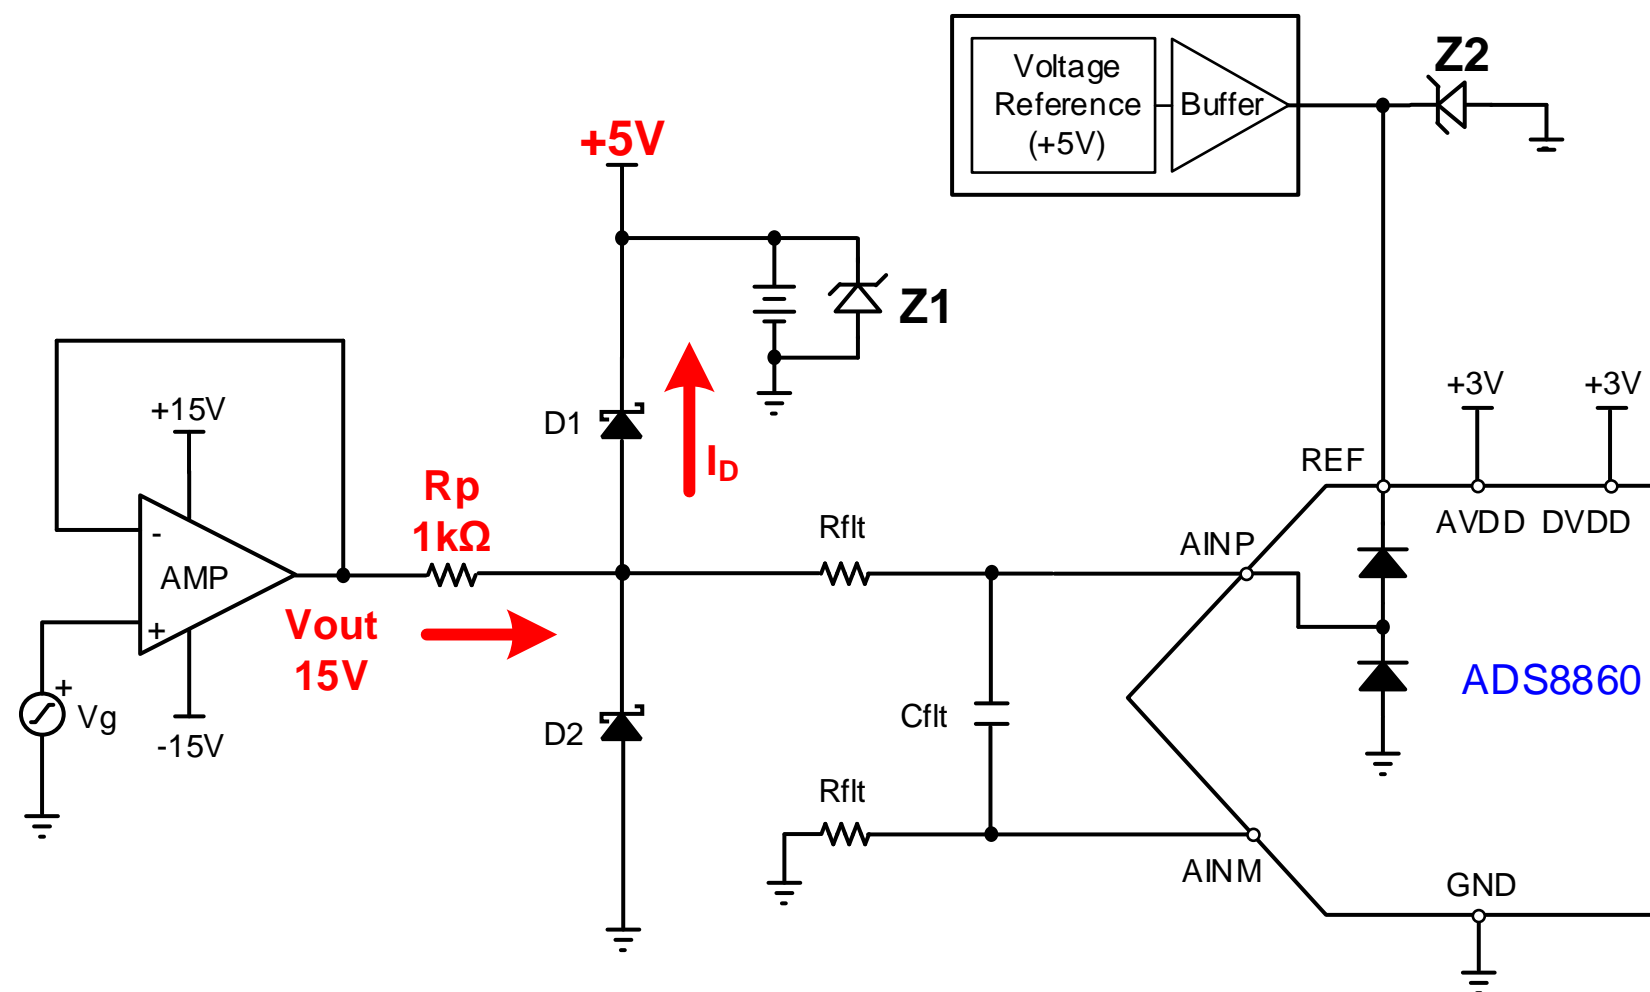 Z2
Voltage
Reference
(+5V)
Buffer
+5V
Z1
+15V
D1
ID
+3V
+3V
REF
Rp
1kΩ
Rflt
AINP
AVDD
DVDD
-
AMP
+
Vout
15V
+
Vg
-15V
D2
Cflt
ADS8860
Rflt
AINM
GND